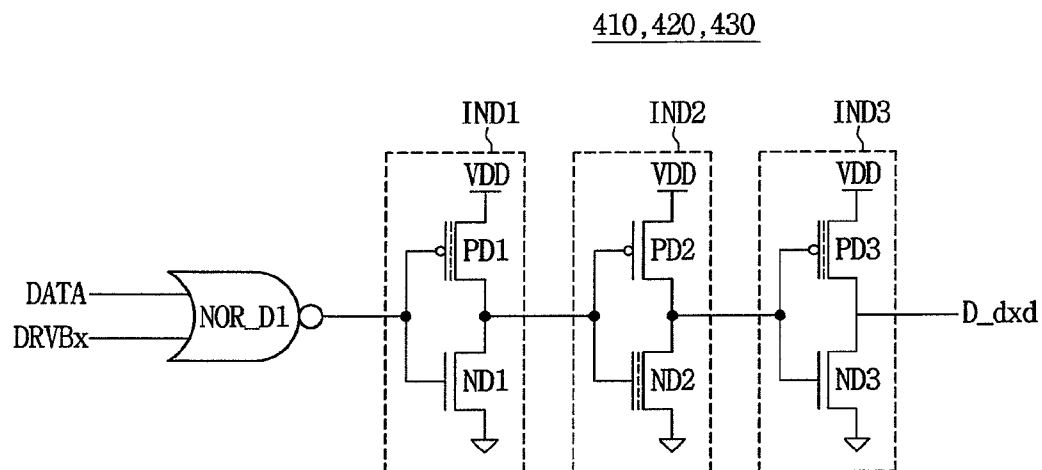 410,420,430
IND1 IND2 IND3
VDD VDD VDD
PD1 PD2 PD3
DATA
NOR_D1
DRVBx
D_dxd
ND1 ND2 ND3